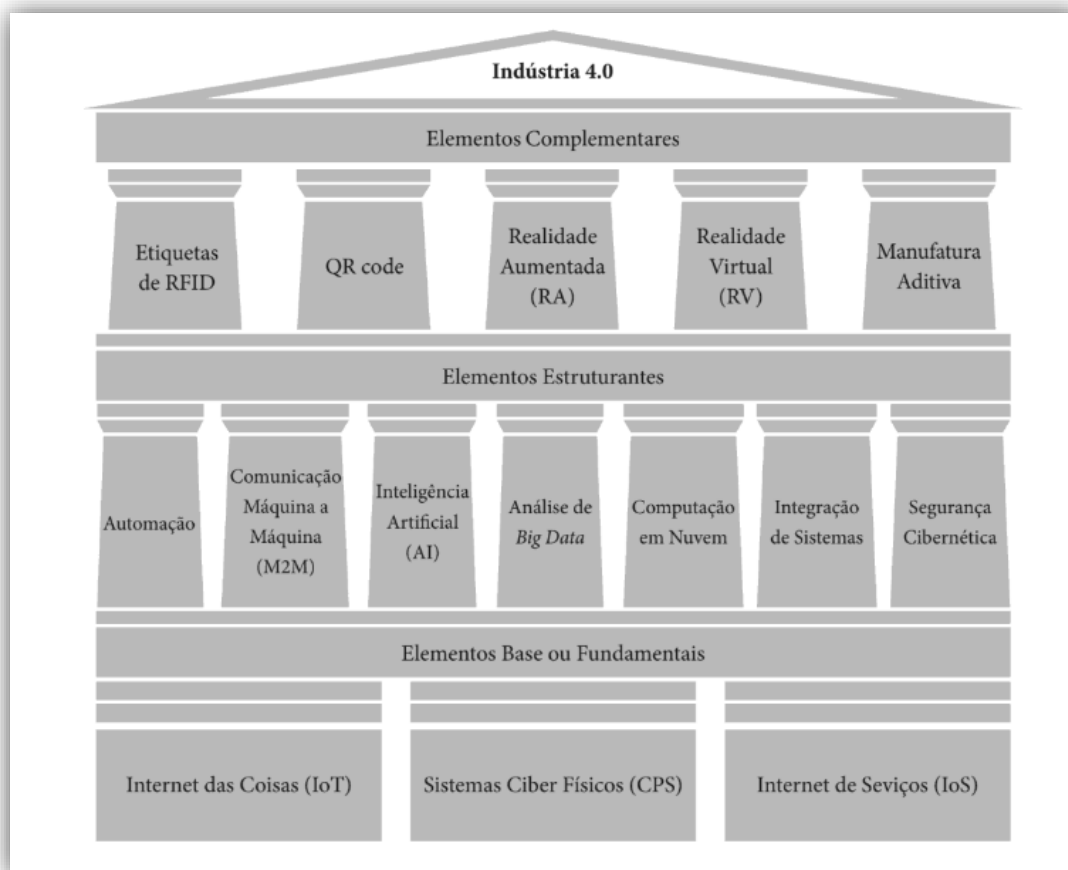 Indústria 4.0
Elementos Complementares
Etiquetas
de RFID
QR code
Realidade
Aumentada
(RA)
Realidade
Virtual
(RV)
Manufatura
Aditiva
Elementos Estruturantes
Automação
Comunicação
Máquina a
Máquina
(M2M)
Inteligência
Artificial
(AI)
Análise de
Big Data
Computação
em Nuvem
Integração
de Sistemas
Segurança
Cibernética
Elementos Base ou Fundamentais
Internet das Coisas (IoT)
Sistemas Ciber Físicos (CPS)
Internet de Seviços (IoS)